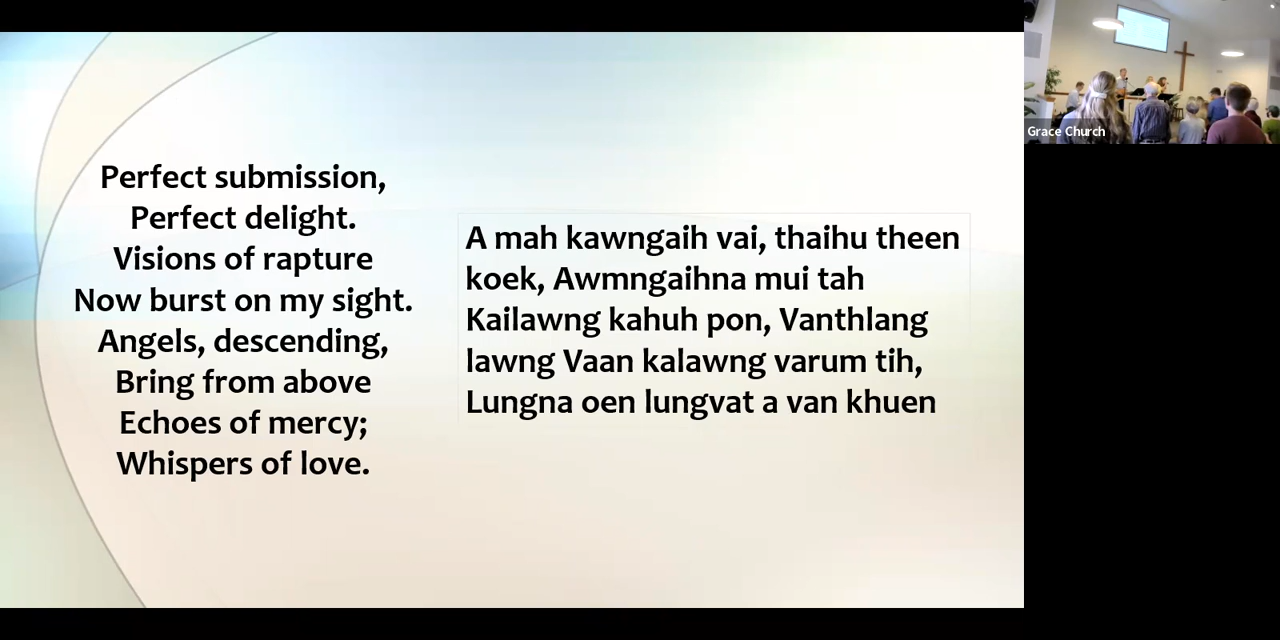 Perfect submission,
Perfect delight.
Visions of rapture
Now burst on my sight.
Angels, descending,
Bring from above
Echoes of mercy;
Whispers of love.
A mah kawngaih vai, thaihu theen
koek, Awmngaihna mui tah
Kailawng kahuh pon, Vanthlang
lawng Vaan kalawng varum tih,
Lungna oen lungvat a van khuen
Grace Church